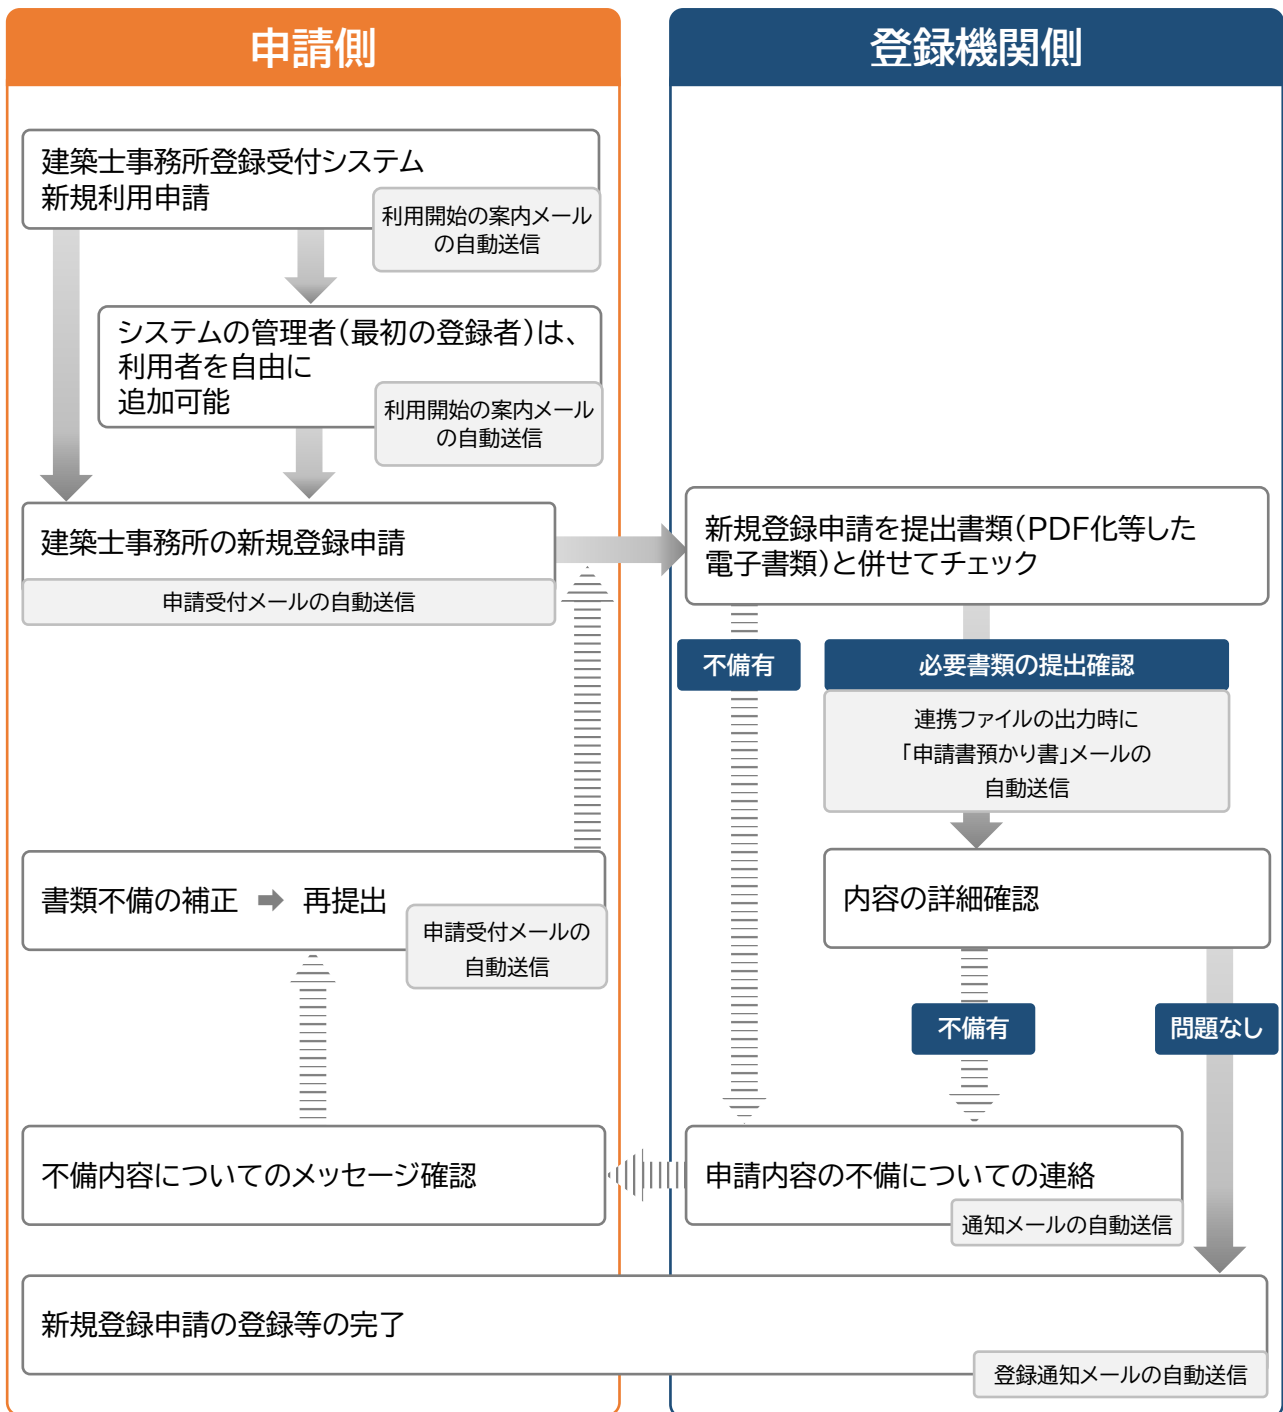 申請側
登録機関側
建築士事務所登録受付システム
新規利用申請
利用開始の案内メール
の自動送信
システムの管理者(最初の登録者)は、
利用者を自由に
追加可能
利用開始の案内メール
の自動送信
建築士事務所の新規登録申請
申請受付メールの自動送信
新規登録申請を提出書類(PDF化等した
電子書類)と併せてチェック
不備有
必要書類の提出確認
連携ファイルの出力時に
「申請書預かり書」メールの
自動送信
書類不備の補正 ➡ 再提出
申請受付メールの
自動送信
内容の詳細確認
不備有
問題なし
不備内容についてのメッセージ確認
申請内容の不備についての連絡
通知メールの自動送信
新規登録申請の登録等の完了
登録通知メールの自動送信